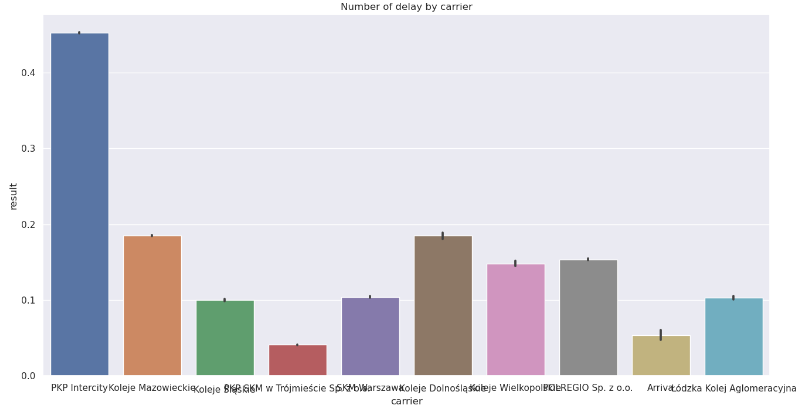 Number of delay by carrier
result
0.4
0.3
0.2
0.1
0.0
PKP Intercity
Koleje Mazowieckie
Koleje Śląskie
PKP SKM w Trójmieście Sp. z o.o.
SKM Warszawa
Koleje Dolnośląskie
Koleje Wielkopolskie
POLREGIO Sp. z o.o.
Arriva
Łódzka Kolej Aglomeracyjna
carrier